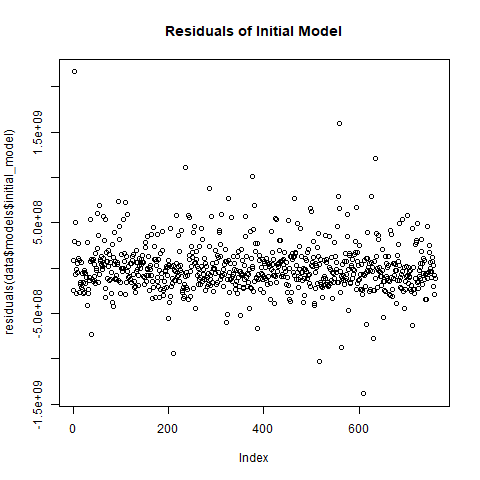 Residuals of Initial Model
residuals(data$models$initial_model)
1.5e+09
5.0e+08
-5.0e+08
-1.5e+09
0
200
400
600
Index